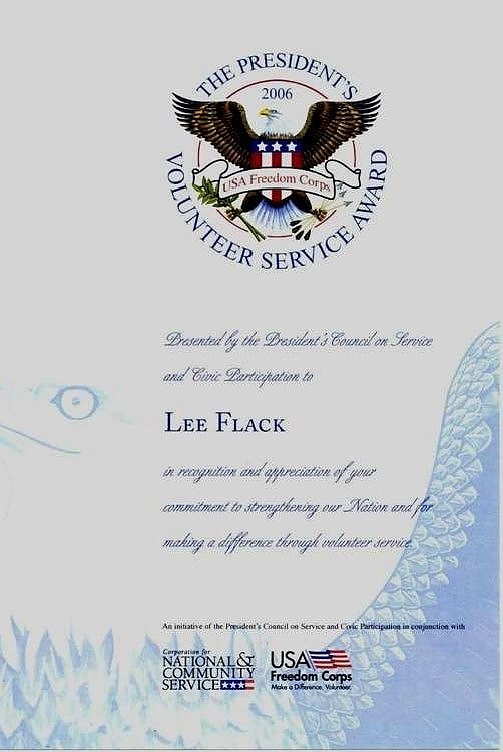 THE PRESIDENT'S
2006
USA Freedom Corps
VOLUNTEER SERVICE AWARD
Presented by the President's Council on Service
and Civic Participation to
LEE FLACK
in recognition and appreciation of your
commitment to strengthening our Nation and for
making a difference through volunteer service.
An initiative of the President's Council on Service and Civic Participation in conjunction with
Corporation for
NATIONAL &
COMMUNITY
SERVICE
USA
Freedom Corps
Make a Difference. Volunteer.